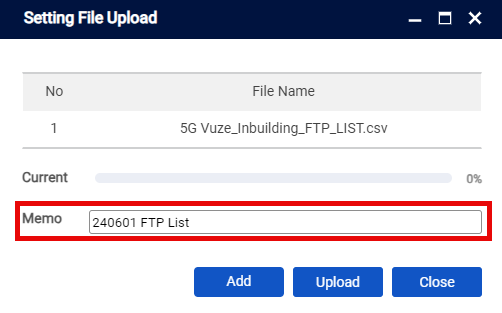 Setting File Upload
No File Name
1 5G Vuze_Inbuilding_FTP_LIST.csv
Current 0%
Memo 240601 FTP List
Add Upload Close